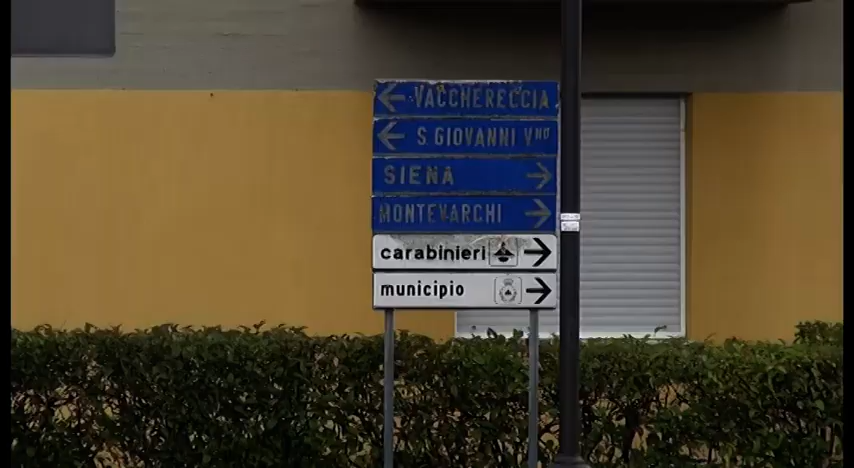 VACCHERECCIA
S.GIOVANNI V.NO
SIENA
MONTEVARCHI
carabinieri
municipio